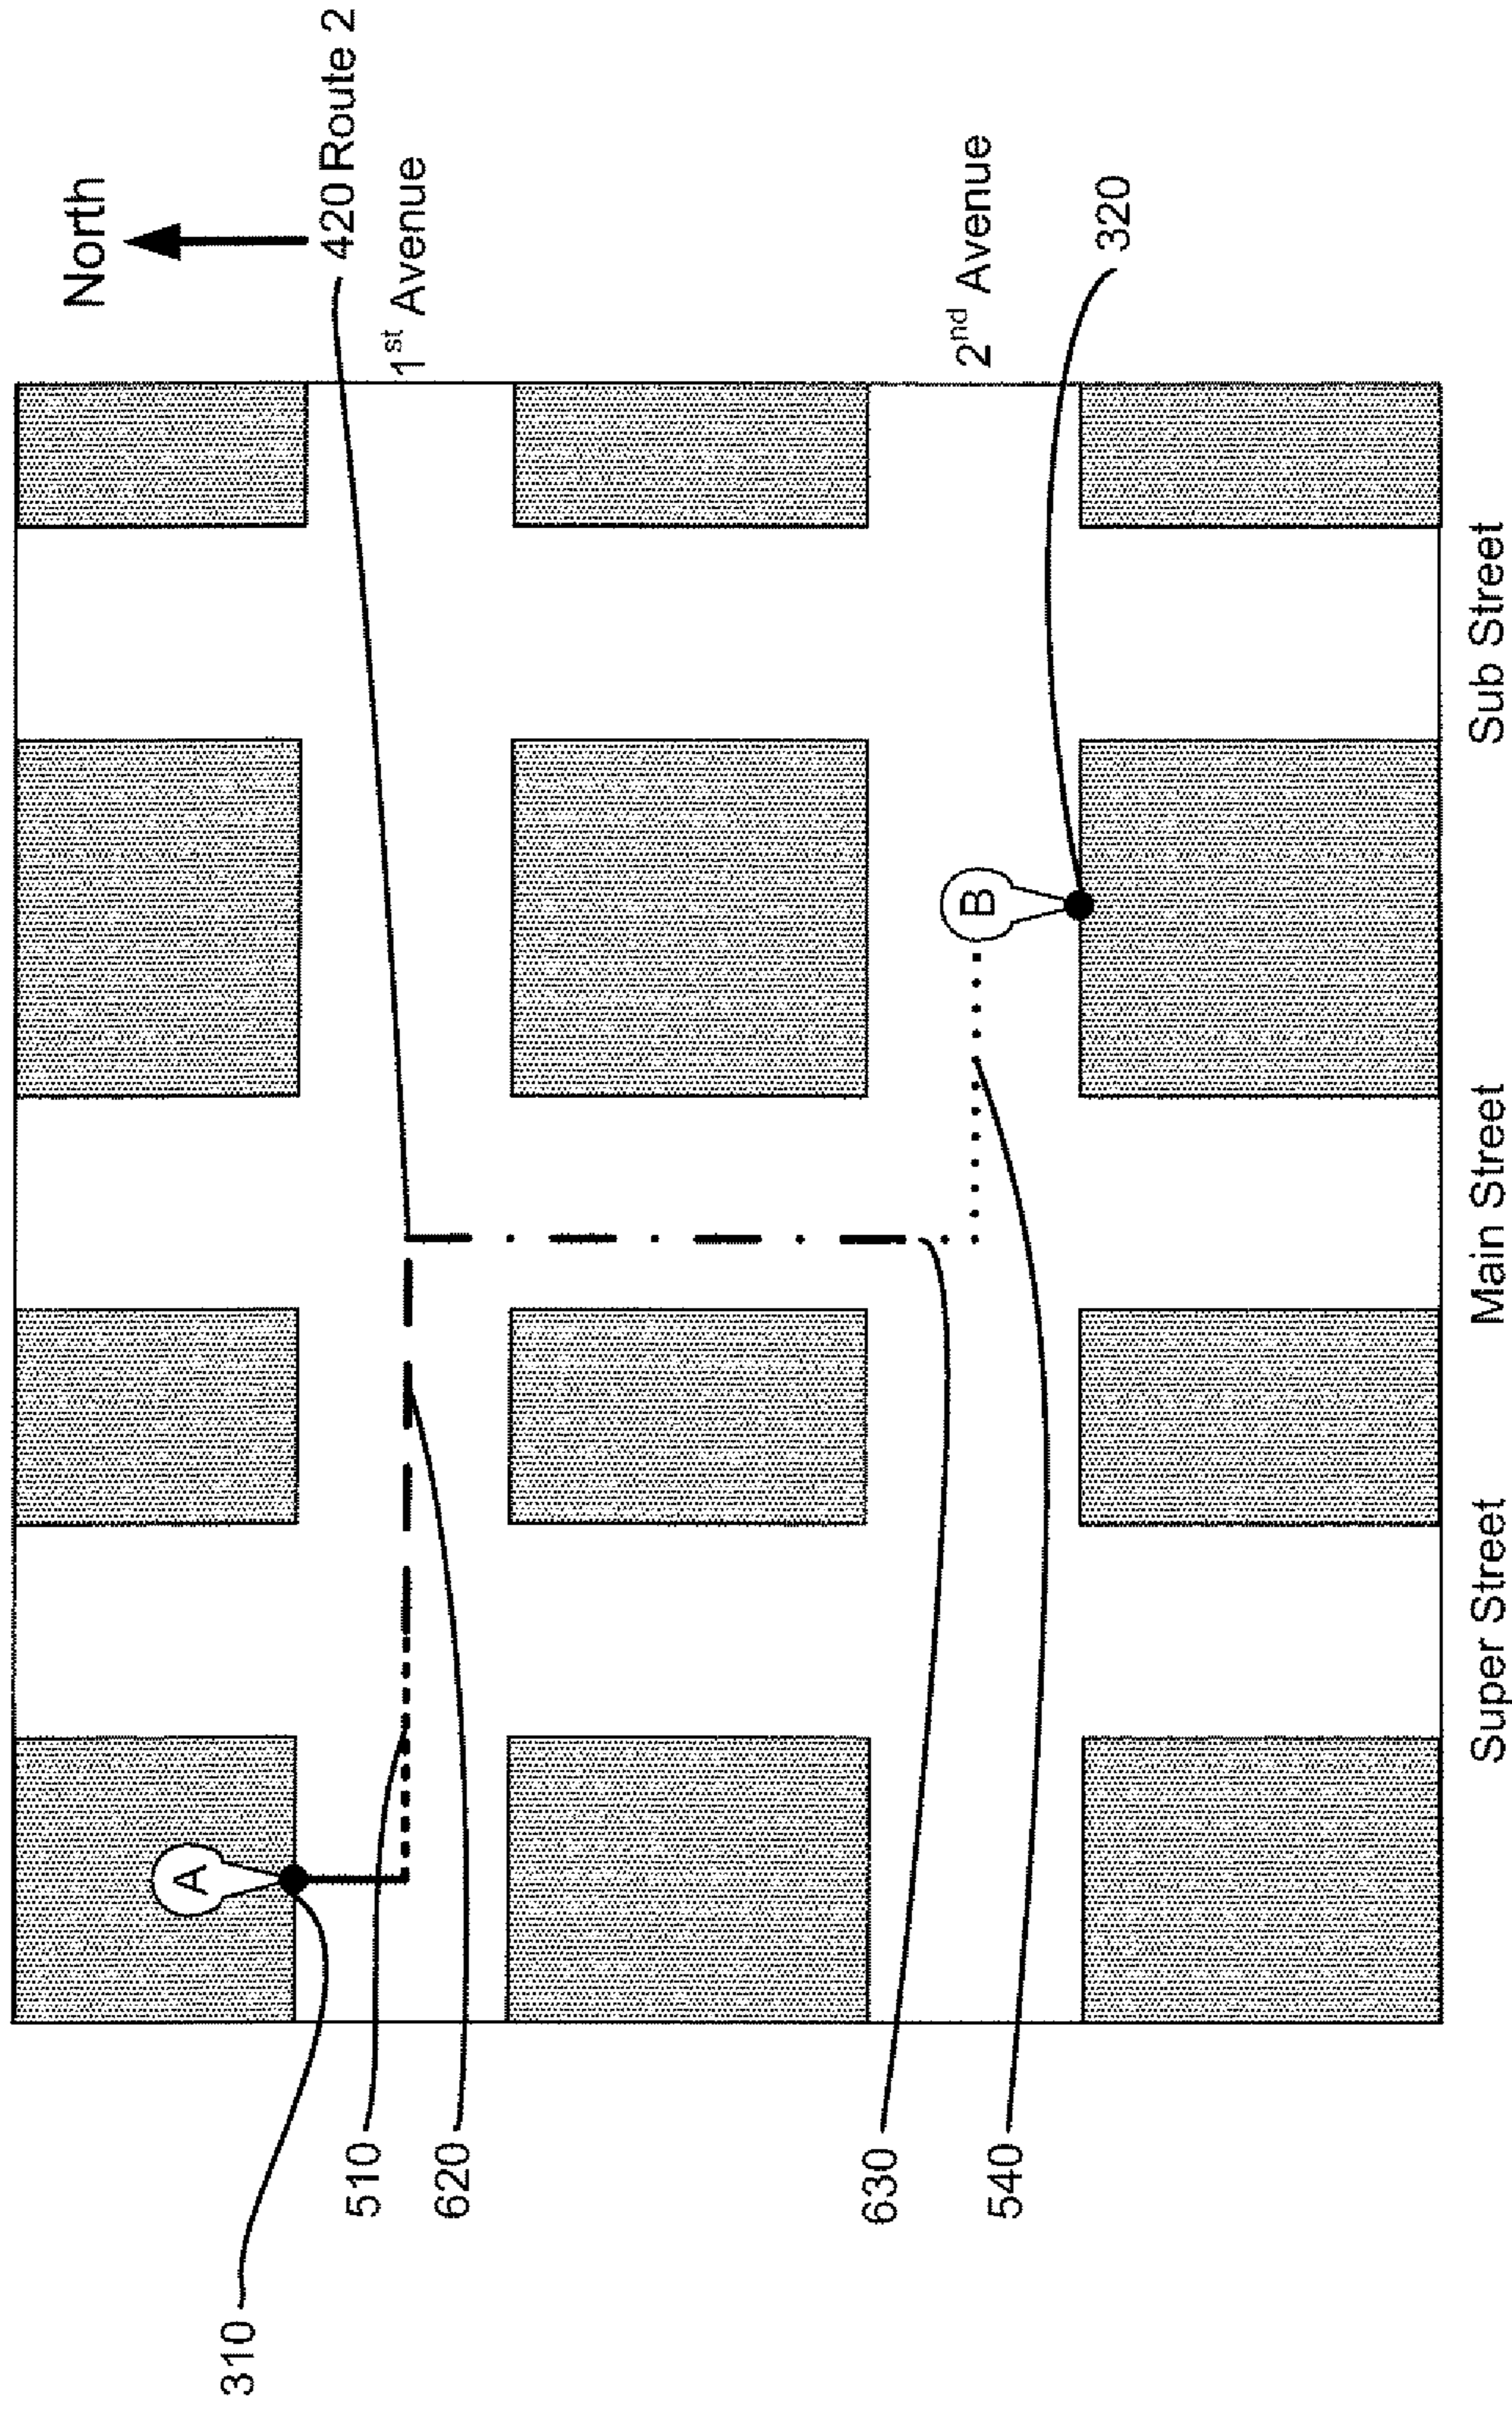 North
420 Route 2
1st Avenue
2nd Avenue
320
A
B
310
510
620
630
540
Super Street
Main Street
Sub Street